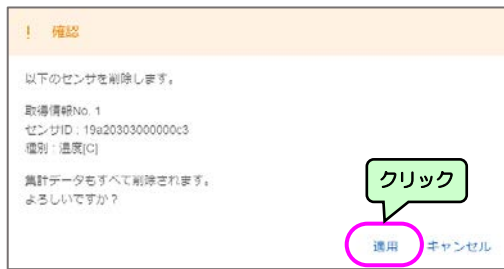 ! 確認
以下のセンサを削除します。
取得情報No. 1
センサID : 19a20303000000c3
種別 : 温度[C]
集計データもすべて削除されます。
よろしいですか？
クリック
適用 キャンセル